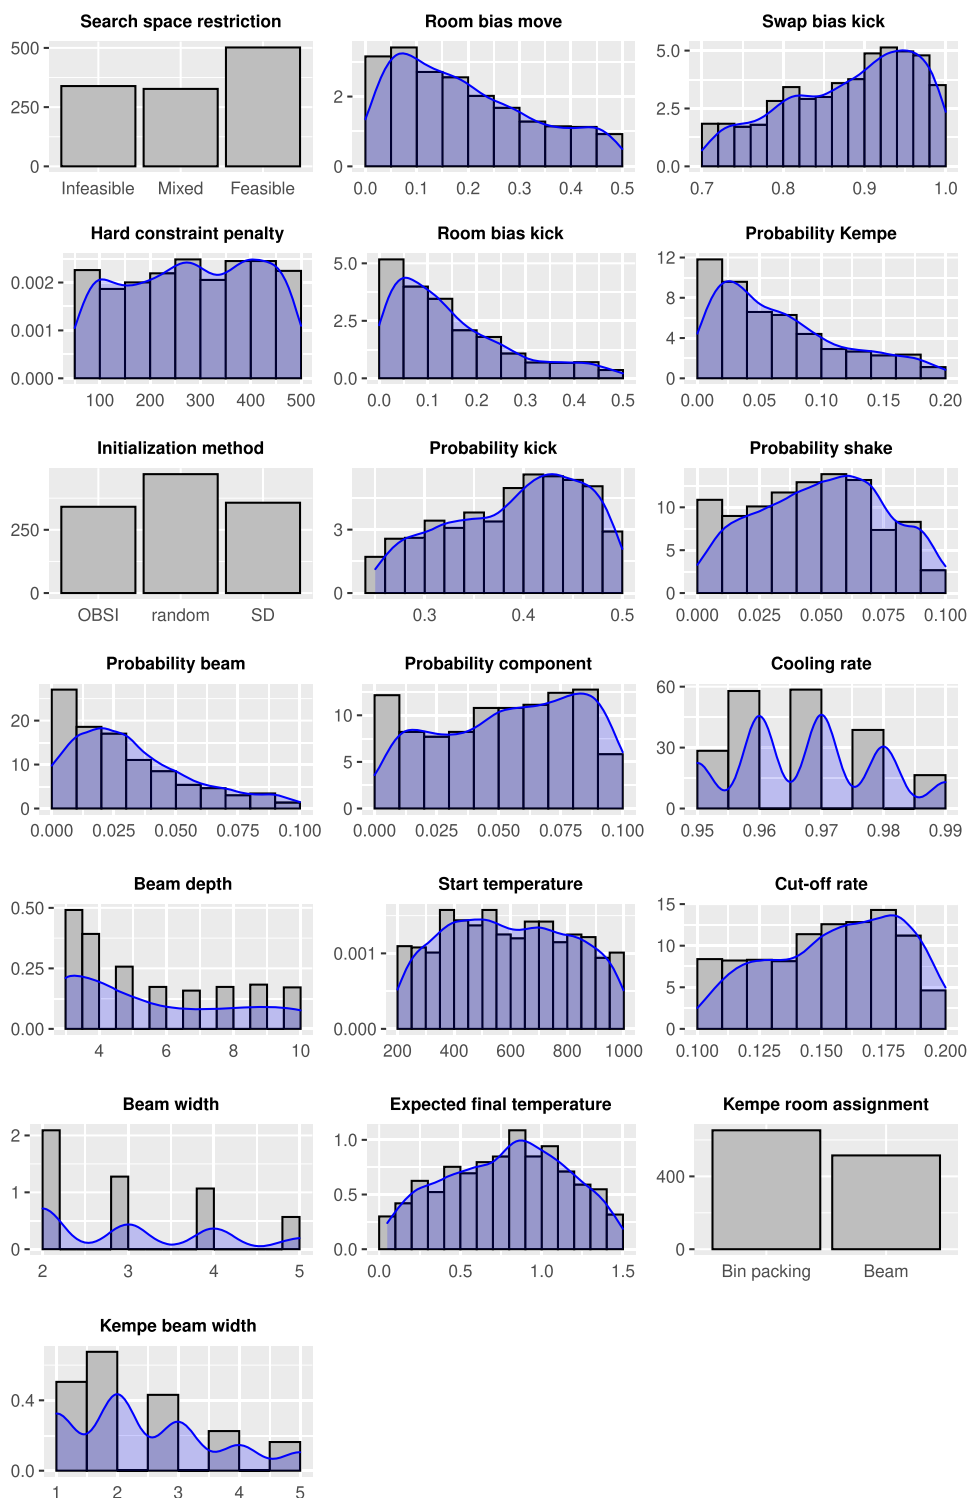 Search space restriction
500
250
0
Infeasible Mixed Feasible
Room bias move
2
0
0.0 0.1 0.2 0.3 0.4 0.5
Swap bias kick
5.0
2.5
0.0
0.7 0.8 0.9 1.0
Hard constraint penalty
0.002
0.001
0.000
100 200 300 400 500
Room bias kick
5.0
2.5
0.0
0.0 0.1 0.2 0.3 0.4 0.5
Probability Kempe
12
8
4
0
0.00 0.05 0.10 0.15 0.20
Initialization method
250
0
OBSI random SD
Probability kick
3
0
0.3 0.4 0.5
Probability shake
10
5
0
0.000 0.025 0.050 0.075 0.100
Probability beam
20
10
0
0.000 0.025 0.050 0.075 0.100
Probability component
10
5
0
0.000 0.025 0.050 0.075 0.100
Cooling rate
60
30
0
0.95 0.96 0.97 0.98 0.99
Beam depth
0.50
0.25
0.00
4 6 8 10
Start temperature
0.001
0.000
200 400 600 800 1000
Cut-off rate
15
10
5
0
0.100 0.125 0.150 0.175 0.200
Beam width
2
1
0
2 3 4 5
Expected final temperature
1.0
0.5
0.0
0.0 0.5 1.0 1.5
Kempe room assignment
400
0
Bin packing Beam
Kempe beam width
0.4
0.0
1 2 3 4 5